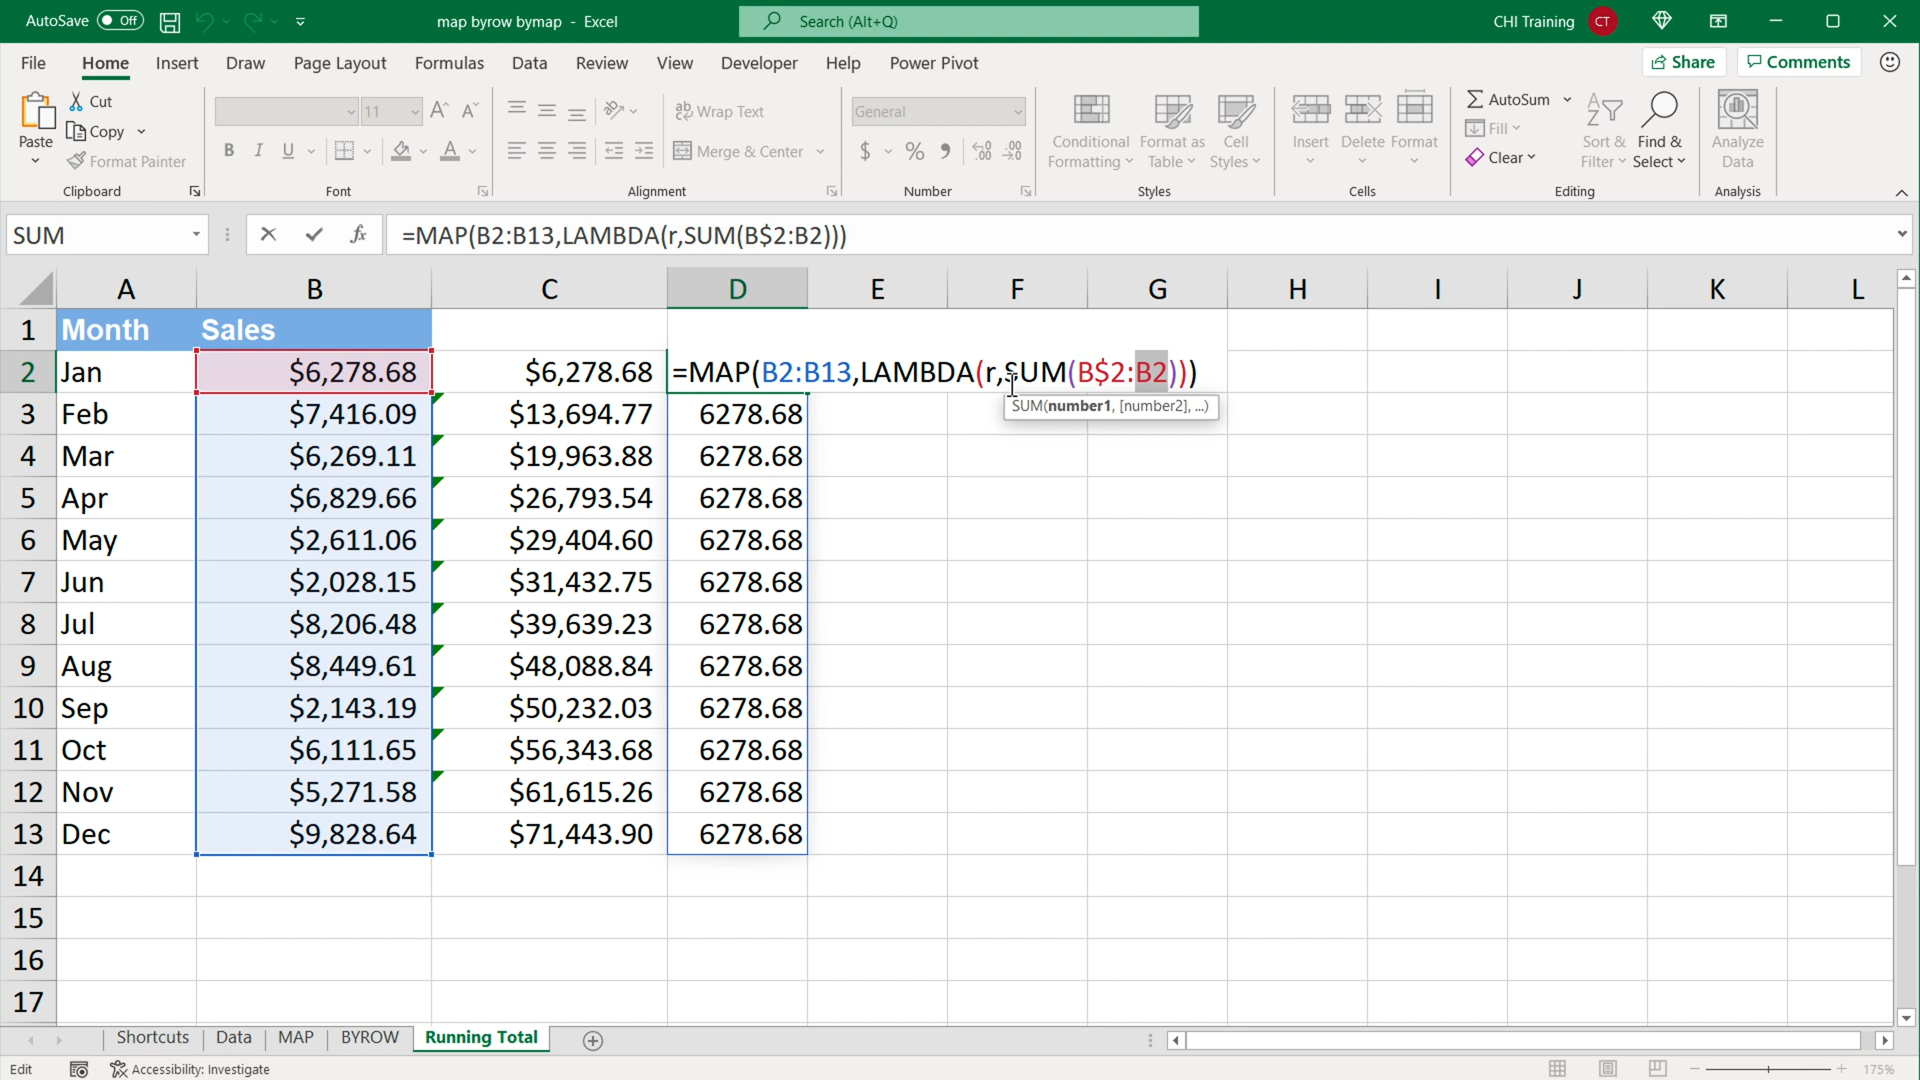 AutoSave Off map byrow bymap - Excel Search (Alt+Q) CHI Training CT
File Home Insert Draw Page Layout Formulas Data Review View Developer Help Power Pivot Share Comments
Paste Cut Copy Format Painter Clipboard
11 B I U Font
Wrap Text Merge & Center Alignment
General $ % Number
Conditional Formatting Format as Table Cell Styles Styles
Insert Delete Format Cells
AutoSum Fill Clear Sort & Filter Find & Select Editing
Analyze Data Analysis
SUM fx =MAP(B2:B13,LAMBDA(r,SUM(B$2:B2)))
A B C D E F G H I J K L
1 Month Sales
2 Jan $6,278.68 $6,278.68 =MAP(B2:B13,LAMBDA(r,SUM(B$2:B2)))
SUM(number1, [number2], ...)
3 Feb $7,416.09 $13,694.77 6278.68
4 Mar $6,269.11 $19,963.88 6278.68
5 Apr $6,829.66 $26,793.54 6278.68
6 May $2,611.06 $29,404.60 6278.68
7 Jun $2,028.15 $31,432.75 6278.68
8 Jul $8,206.48 $39,639.23 6278.68
9 Aug $8,449.61 $48,088.84 6278.68
10 Sep $2,143.19 $50,232.03 6278.68
11 Oct $6,111.65 $56,343.68 6278.68
12 Nov $5,271.58 $61,615.26 6278.68
13 Dec $9,828.64 $71,443.90 6278.68
14
15
16
17
Shortcuts Data MAP BYROW Running Total
Edit Accessibility: Investigate 175%